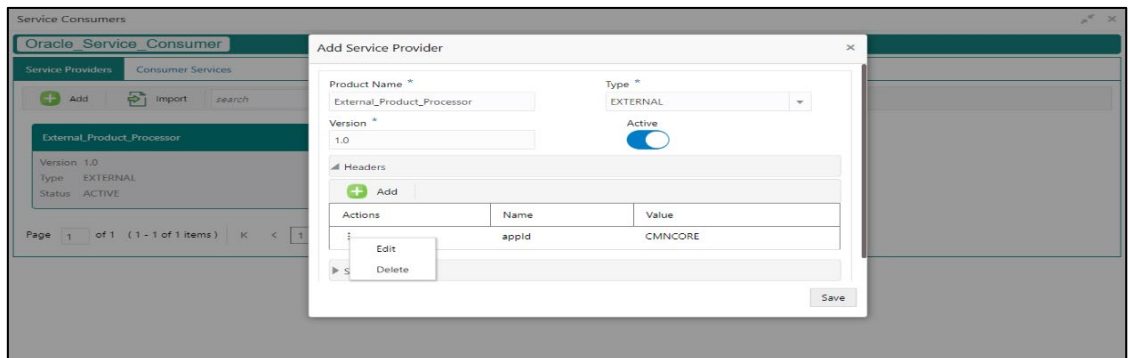 Service Consumers
Oracle_Service_Consumer
Service Providers Consumer Services
Add Import search
External_Product_Processor
Version 1.0
Type EXTERNAL
Status ACTIVE
Page 1 of 1 (1 - 1 of 1 items) K < 1
Add Service Provider
Product Name * Type *
External_Product_Processor EXTERNAL
Version * Active
1.0
Headers
Add
Actions Name Value
appId CMNCORE
Edit
Delete
Save